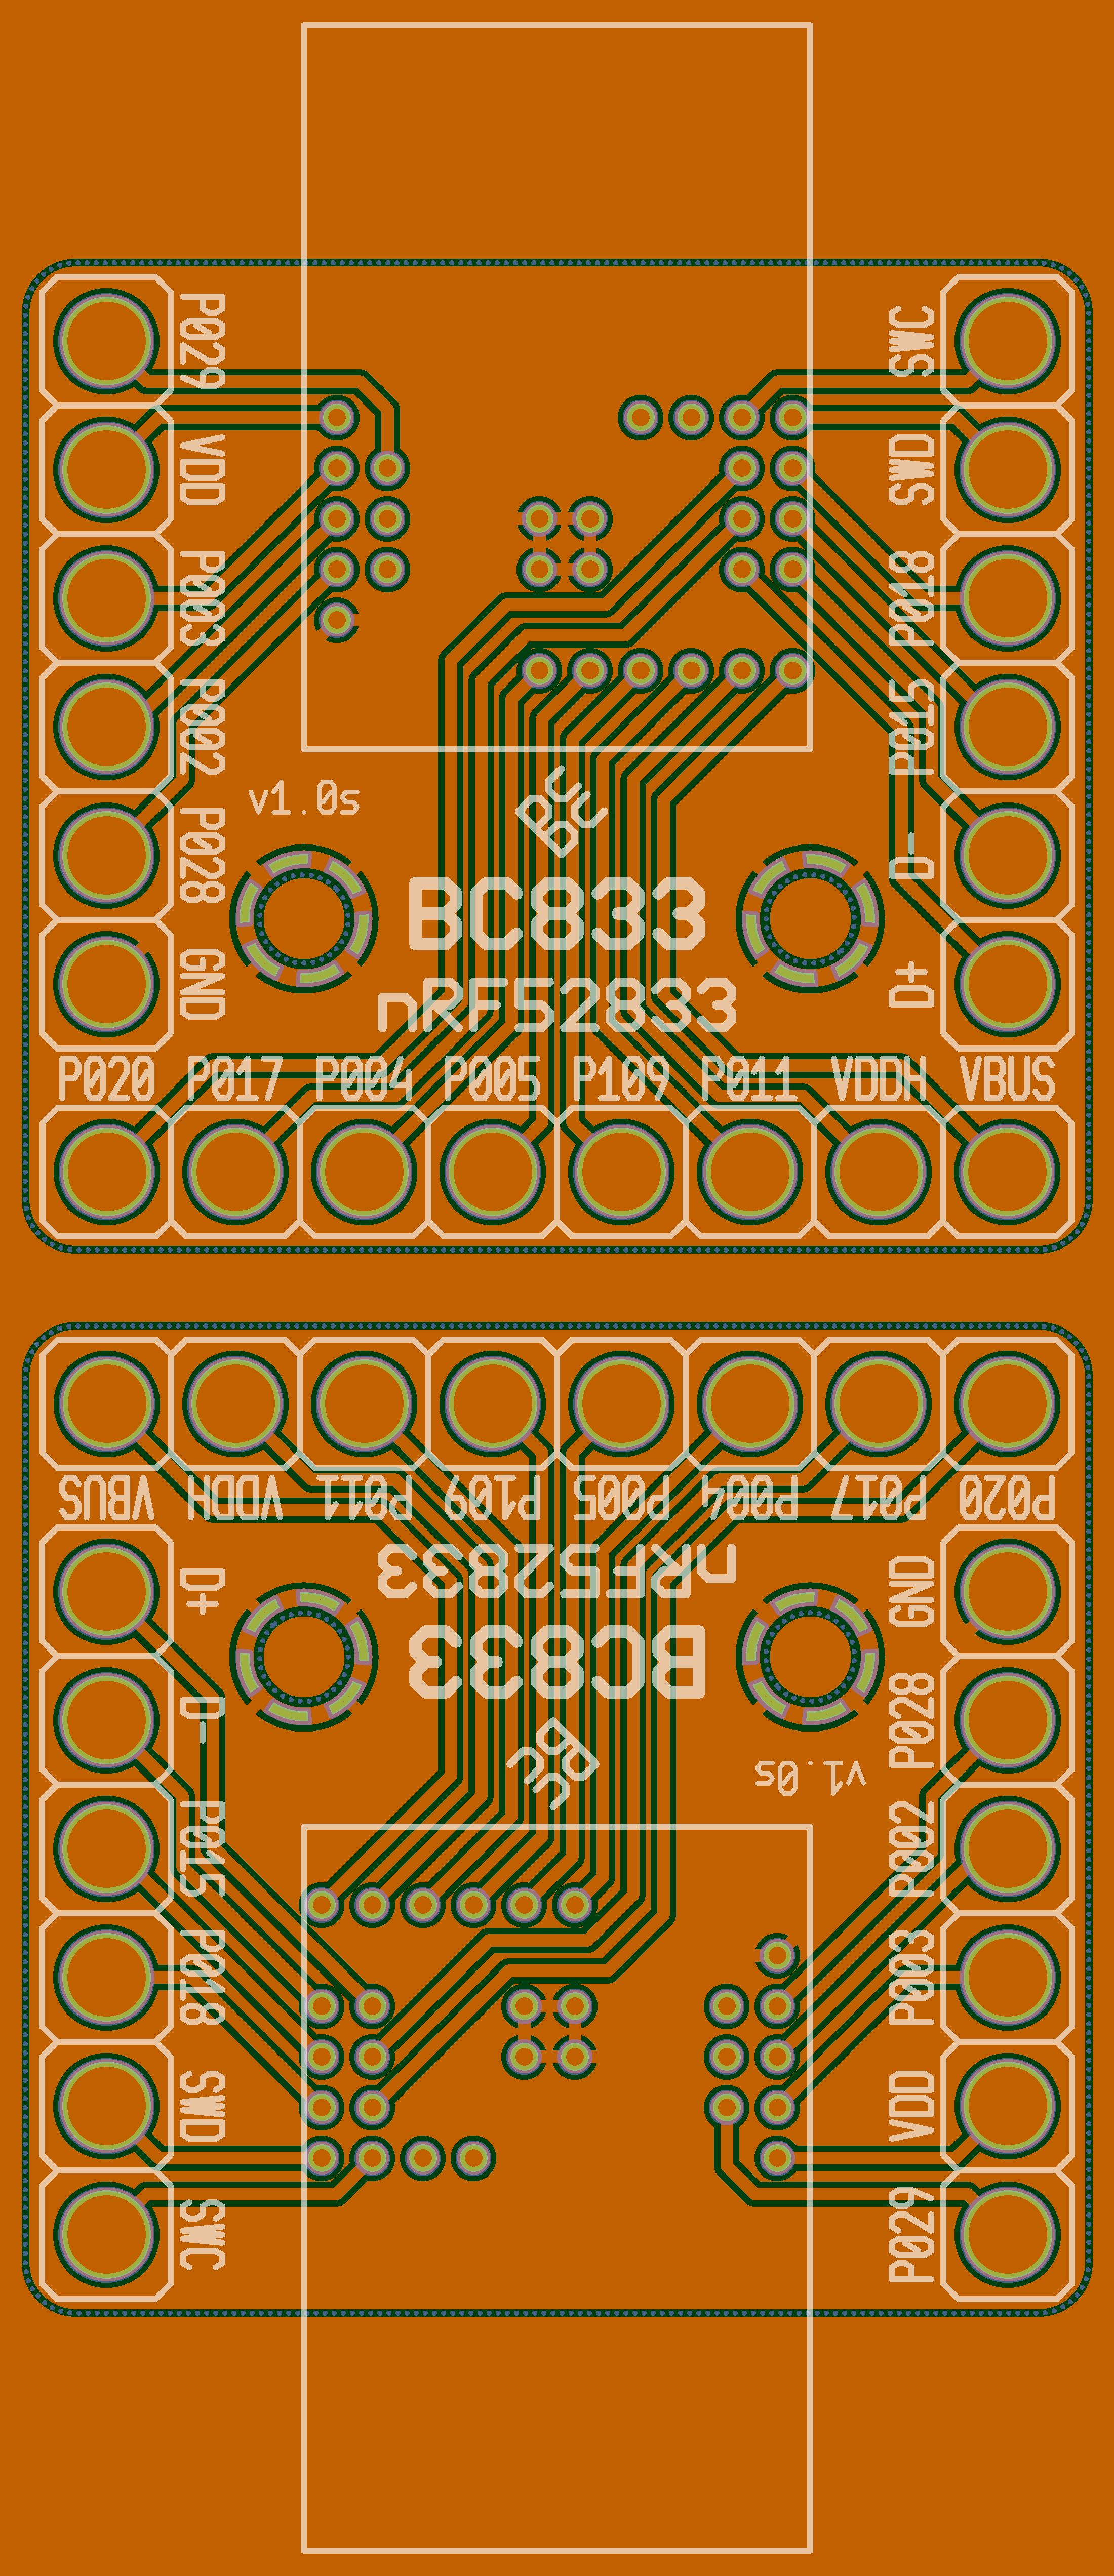 P029
SWC
VDD
SWD
P003
P018
P002
P015
v1.0s
BC
P028
D-
BC833
GND
D+
nRF52833
P020 P017 P004 P005 P109 P011 VDDH VBUS
VBUS VDDH P011 P109 P005 P004 P017 P020
nRF52833
D+
GND
BC833
D-
P028
BC
v1.0s
P015
P002
P018
P003
SWD
VDD
SWC
P029